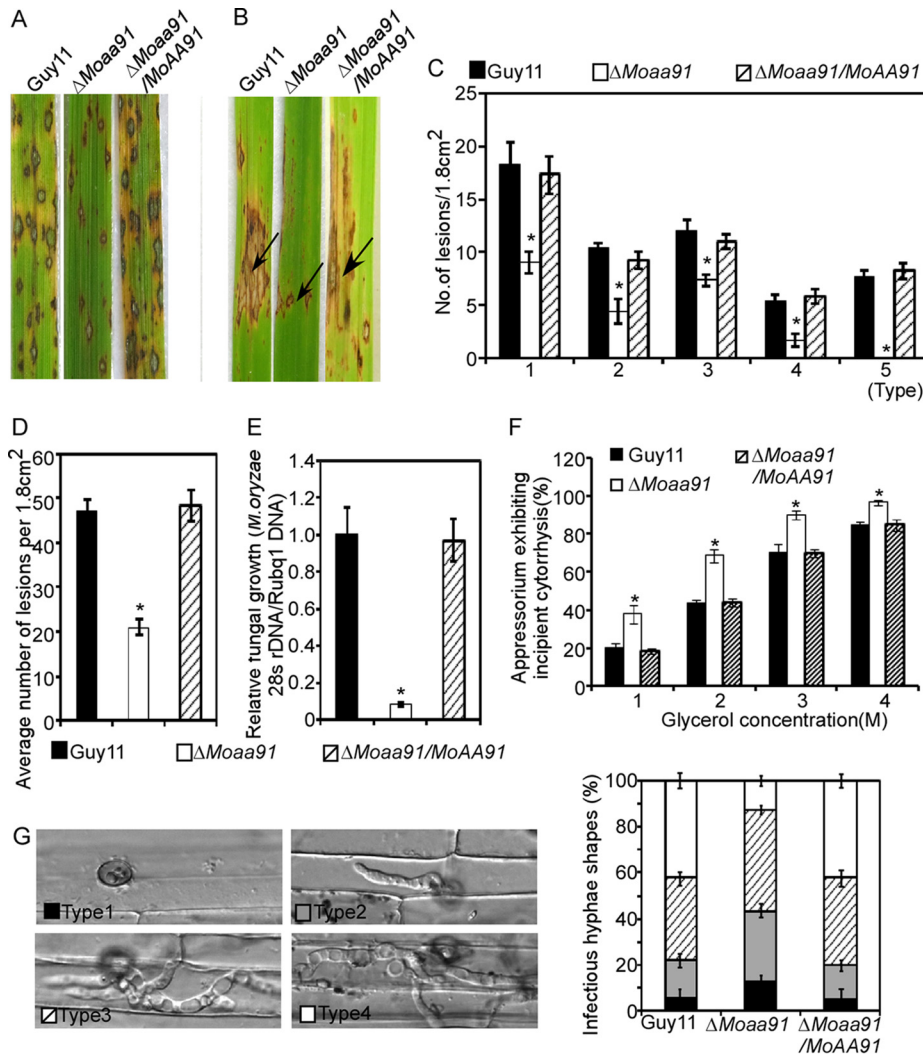 A
Guy11
ΔMoaa91
ΔMoaa91
/MoAA91
B
Guy11
ΔMoaa91
ΔMoaa91
/MoAA91
C
Guy11 ΔMoaa91 ΔMoaa91/MoAA91
No.of lesions/1.8cm2
25
20
15
10
5
0
* * * * *
1 2 3 4 5
(Type)
D
Average number of lesions per 1.8cm2
60
50
40
30
20
10
0
*
E
Relative fungal growth (M.oryzae
28s rDNA/Rubq1 DNA)
1.4
1.2
1.0
0.8
0.6
0.4
0.2
0
*
Guy11 ΔMoaa91 ΔMoaa91/MoAA91
F
Guy11
ΔMoaa91
ΔMoaa91
/MoAA91
Appressorium exhibiting
incipient cytorrhysis(%)
120
100
80
60
40
20
0
* * * *
1 2 3 4
Glycerol concentration(M)
G
Type1
Type2
Type3
Type4
Infectious hyphae shapes (%)
100
80
60
40
20
0
Guy11
ΔMoaa91
ΔMoaa91
/MoAA91